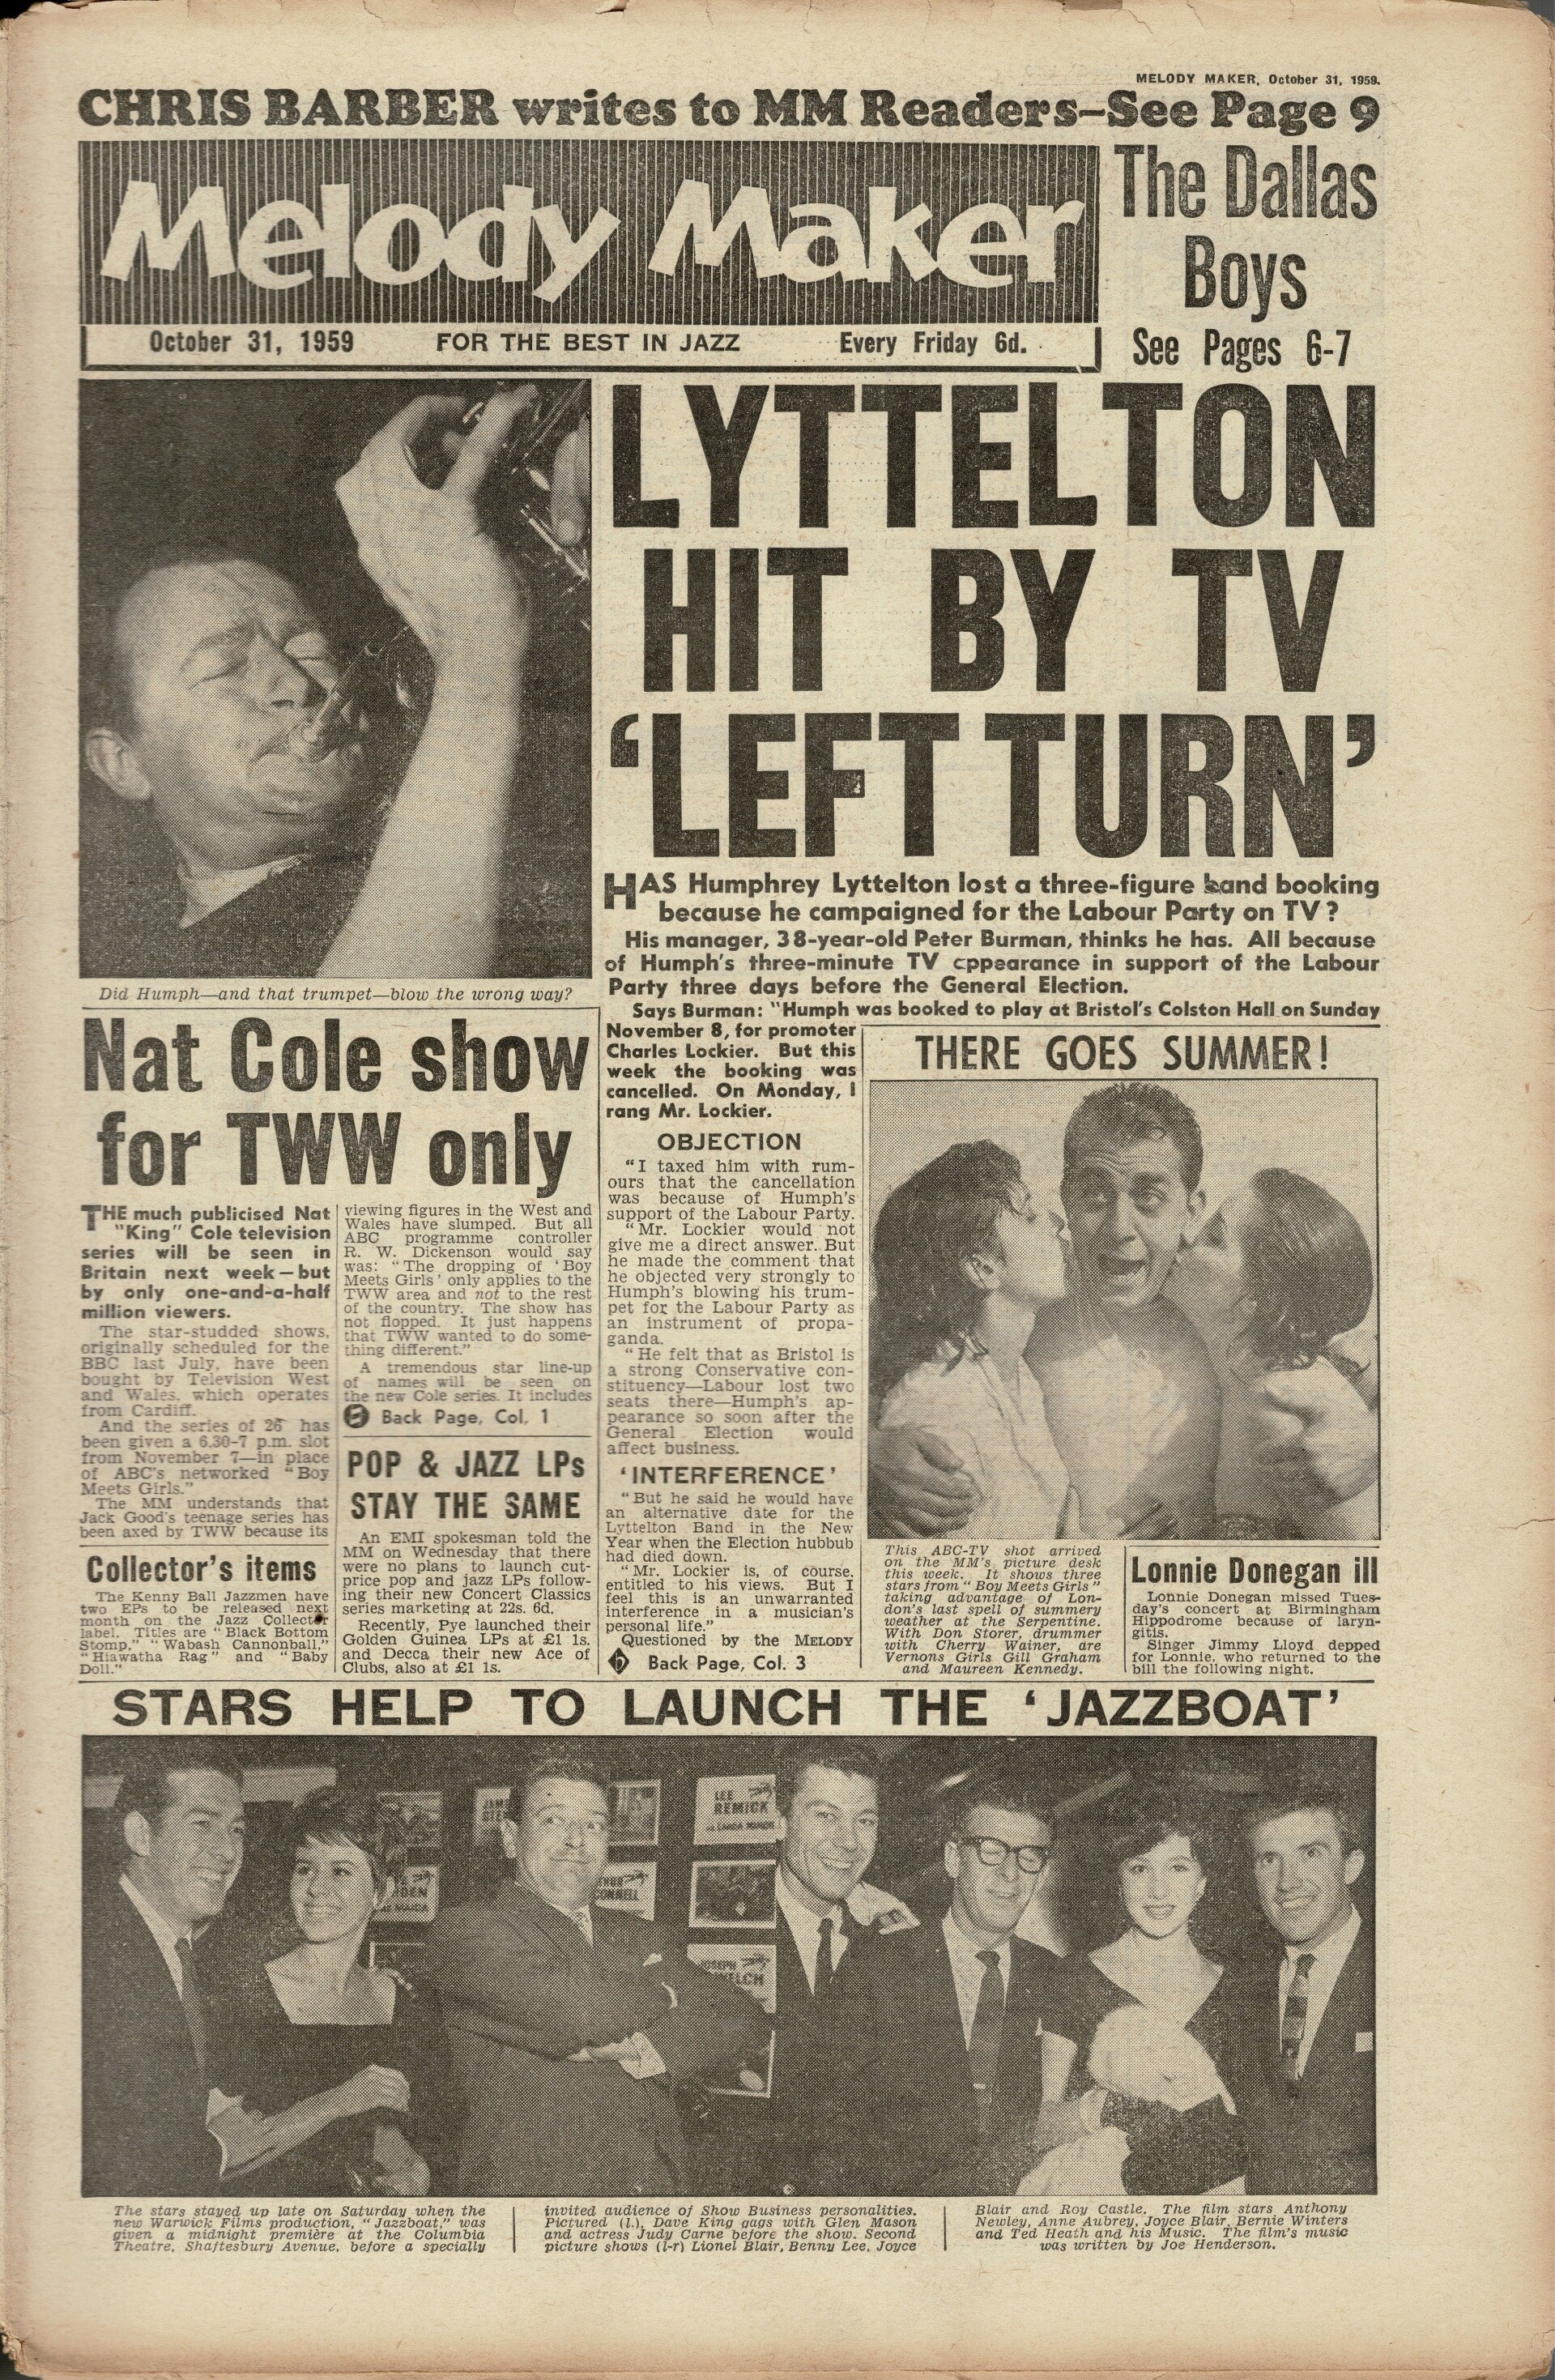 MELODY MAKER, October 31, 1959.
CHRIS BARBER writes to MM Readers—See Page 9
Melody Maker
October 31, 1959 FOR THE BEST IN JAZZ Every Friday 6d.
The Dallas
Boys
See Pages 6-7
Did Humph—and that trumpet—blow the wrong way?
LYTTELTON
HIT BY TV
‘LEFT TURN’
HAS Humphrey Lyttelton lost a three-figure band booking
because he campaigned for the Labour Party on TV?
His manager, 38-year-old Peter Burman, thinks he has. All because
of Humph's three-minute TV appearance in support of the Labour
Party three days before the General Election.
Says Burman: "Humph was booked to play at Bristol's Colston Hall on Sunday
November 8, for promoter
Charles Lockier. But this
week the booking was
cancelled. On Monday, I
rang Mr. Lockier.
OBJECTION
"I taxed him with rum-
ours that the cancellation
was because of Humph's
support of the Labour Party.
"Mr. Lockier would not
give me a direct answer. But
he made the comment that
he objected very strongly to
Humph's blowing his trum-
pet for the Labour Party as
an instrument of propa-
ganda.
"He felt that as Bristol is
a strong Conservative con-
stituency—Labour lost two
seats there—Humph's ap-
pearance so soon after the
General Election would
affect business.
‘INTERFERENCE’
"But he said he would have
an alternative date for the
Lyttelton Band in the New
Year when the Election hubbub
had died down.
"Mr. Lockier is, of course,
entitled to his views. But I
feel this is an unwarranted
interference in a musician's
personal life."
Questioned by the MELODY
Back Page, Col. 3
Nat Cole show
for TWW only
THE much publicised Nat
"King" Cole television
series will be seen in
Britain next week—but
by only one-and-a-half
million viewers.
The star-studded shows,
originally scheduled for the
BBC last July, have been
bought by Television West
and Wales, which operates
from Cardiff.
And the series of 26 has
been given a 6.30-7 p.m. slot
from November 7—in place
of ABC's networked "Boy
Meets Girls."
The MM understands that
Jack Good's teenage series has
been axed by TWW because its
viewing figures in the West and
Wales have slumped. But all
ABC programme controller
R. W. Dickenson would say
was: "The dropping of 'Boy
Meets Girls' only applies to the
TWW area and not to the rest
of the country. The show has
not flopped. It just happens
that TWW wanted to do some-
thing different."
A tremendous star line-up
of names will be seen on
the new Cole series. It includes
Back Page, Col. 1
Collector's items
The Kenny Ball Jazzmen have
two EPs to be released next
month on the Jazz Collector
label. Titles are "Black Bottom
Stomp," "Wabash Cannonball,"
"Hiawatha Rag" and "Baby
Doll."
POP & JAZZ LPs
STAY THE SAME
An EMI spokesman told the
MM on Wednesday that there
were no plans to launch cut-
price pop and jazz LPs follow-
ing their new Concert Classics
series marketing at 22s. 6d.
Recently, Pye launched their
Golden Guinea LPs at £1 1s.
and Decca their new Ace of
Clubs, also at £1 1s.
THERE GOES SUMMER!
This ABC-TV shot arrived
on the MM's picture desk
this week. It shows three
stars from "Boy Meets Girls"
taking advantage of Lon-
don's last spell of summery
weather at the Serpentine.
With Don Storer, drummer
with Cherry Wainer, are
Vernons Girls Gill Graham
and Maureen Kennedy.
Lonnie Donegan ill
Lonnie Donegan missed Tues-
day's concert at Birmingham
Hippodrome because of laryn-
gitis.
Singer Jimmy Lloyd depped
for Lonnie, who returned to the
bill the following night.
STARS HELP TO LAUNCH THE ‘JAZZBOAT’
LEE
REMICK
JOSEPH
WELCH
The stars stayed up late on Saturday when the
new Warwick Films production, "Jazzboat," was
given a midnight première at the Columbia
Theatre, Shaftesbury Avenue, before a specially
invited audience of Show Business personalities.
Pictured (l.), Dave King gags with Glen Mason
and actress Judy Carne before the show. Second
picture shows (l-r) Lionel Blair, Benny Lee, Joyce
Blair and Roy Castle. The film stars Anthony
Newley, Anne Aubrey, Joyce Blair, Bernie Winters
and Ted Heath and his Music. The film's music
was written by Joe Henderson.